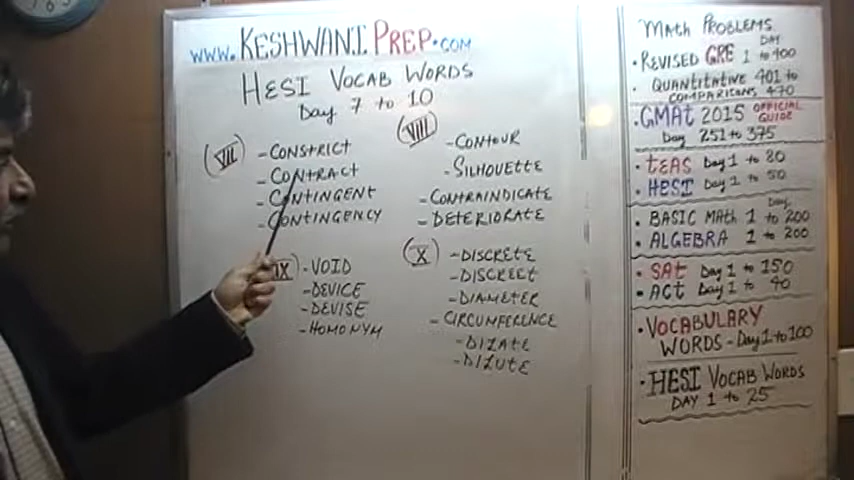 www.KESHWANI PREP.COM
HESI VOCAB WORDS
Day 7 to 10
VII
- CONSTRICT
- CONTRACT
- CONTINGENT
- CONTINGENCY
VIII
- CONTOUR
- SILHOUETTE
- CONTRAINDICATE
- DETERIORATE
IX
- VOID
- DEVICE
- DEVISE
- HOMONYM
X
- DISCRETE
- DISCREET
- DIAMETER
- CIRCUMFERENCE
- DILATE
- DILUTE
Math PROBLEMS
DAY
• REVISED GRE 1 to 400
• QUANTITATIVE 401 to
COMPARISONS 470
• GMAT 2015 OFFICIAL GUIDE
Day 251 to 375
• TEAS Day 1 to 80
• HESI Day 1 to 50
Day
• BASIC MATH 1 to 200
• ALGEBRA 1 to 200
• SAT Day 1 to 150
• ACT Day 1 to 40
• VOCABULARY
WORDS - Day 1 to 100
• HESI VOCAB WORDS
DAY 1 to 25